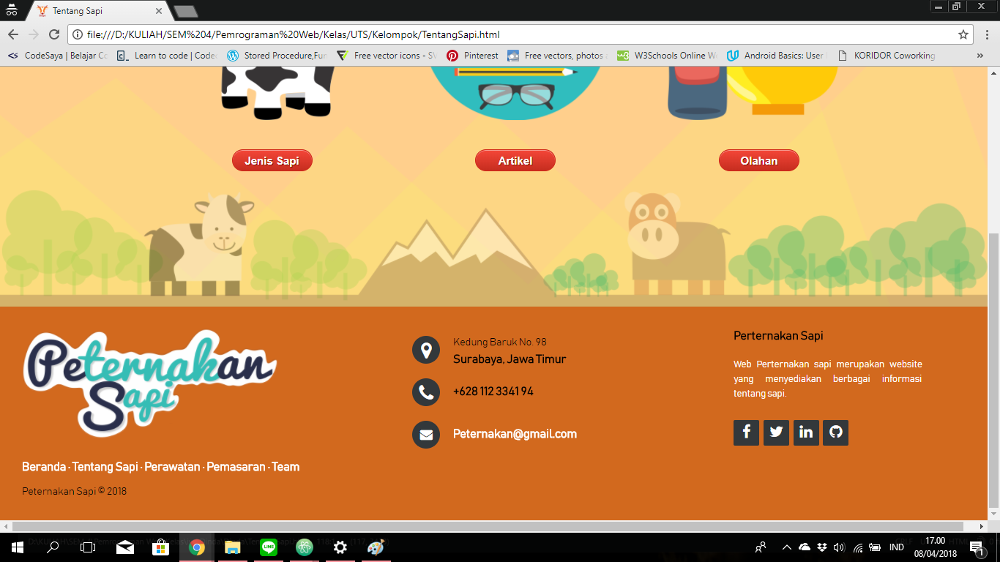 Tentang Sapi
file:///D:/KULIAH/SEM%204/Pemrograman%20Web/Kelas/UTS/Kelompok/TentangSapi.html
CodeSaya | Belajar Co
Learn to code | Codec
Stored Procedure,Fun
Free vector icons - SV
Pinterest
Free vectors, photos a
W3Schools Online W
Android Basics: User
KORIDOR Coworking
»
Jenis Sapi
Artikel
Olahan
Peternakan
Sapi
Beranda · Tentang Sapi · Perawatan · Pemasaran · Team
Peternakan Sapi © 2018
Kedung Baruk No. 98
Surabaya, Jawa Timur
+628 112 3341 94
Peternakan@gmail.com
Perternakan Sapi
Web Perternakan sapi merupakan website
yang menyediakan berbagai informasi
tentang sapi.
LINE
IND
17.00
08/04/2018
1